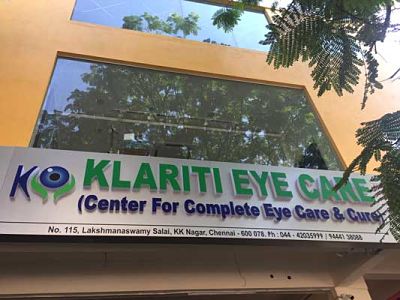 K KLARITI EYE CARE
(Center For Complete Eye Care & Cure)
No. 115, Lakshmanaswamy Salai, KK Nagar, Chennai - 600 078. Ph : 044 - 42035999 | 94441 38088